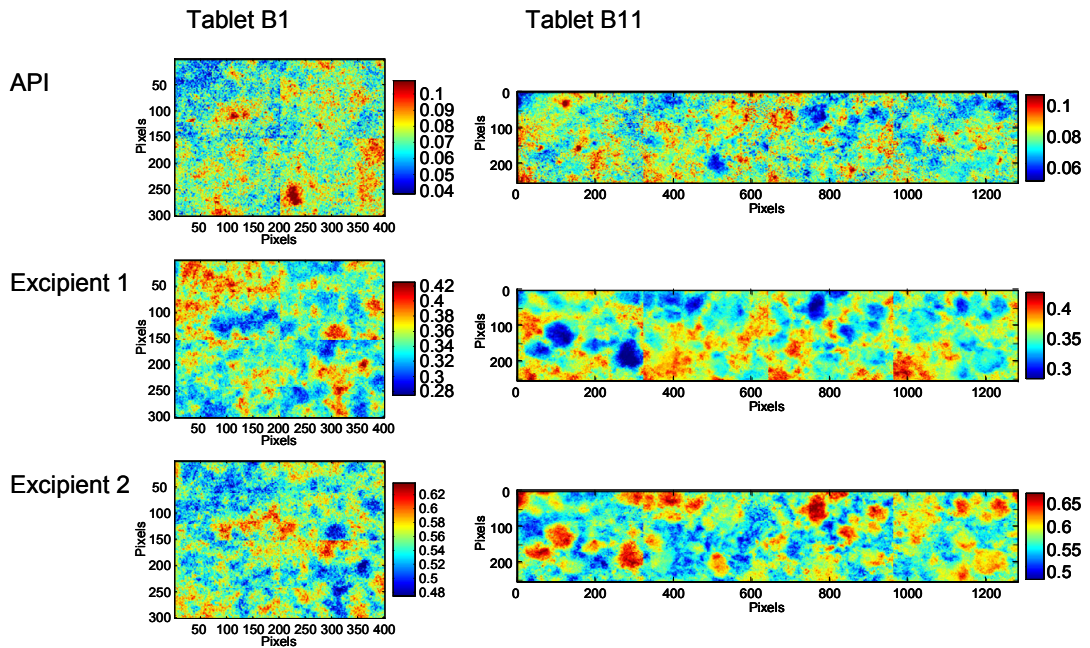 Tablet B1
Tablet B11
API
Pixels
50
100
150
200
250
300
50 100 150 200 250 300 350 400
Pixels
0.1
0.09
0.08
0.07
0.06
0.05
0.04
Pixels
0
100
200
0 200 400 600 800 1000 1200
Pixels
0.1
0.08
0.06
Excipient 1
Pixels
50
100
150
200
250
300
50 100 150 200 250 300 350 400
Pixels
0.42
0.4
0.38
0.36
0.34
0.32
0.3
0.28
Pixels
0
100
200
0 200 400 600 800 1000 1200
Pixels
0.4
0.35
0.3
Excipient 2
Pixels
50
100
150
200
250
300
50 100 150 200 250 300 350 400
Pixels
0.62
0.6
0.58
0.56
0.54
0.52
0.5
0.48
Pixels
0
100
200
0 200 400 600 800 1000 1200
Pixels
0.65
0.6
0.55
0.5